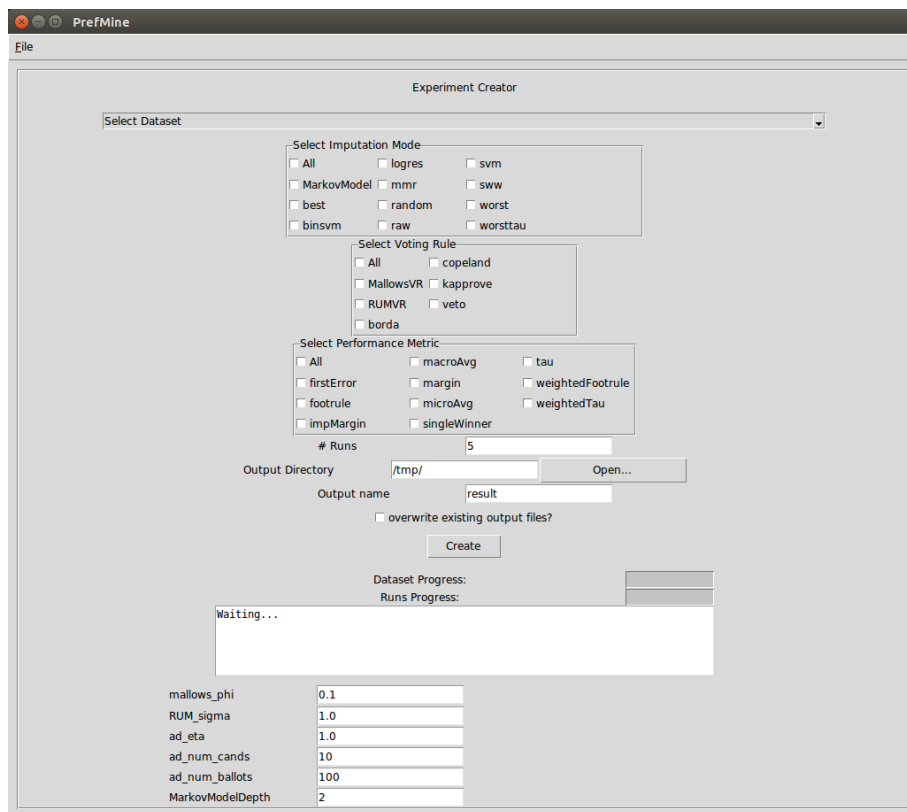 PrefMine
File
Experiment Creator
Select Dataset
Select Imputation Mode
All logres svm
MarkovModel mmr sww
best random worst
binsvm raw worsttau
Select Voting Rule
All copeland
MallowsVR kapprove
RUMVR veto
borda
Select Performance Metric
All macroAvg tau
firstError margin weightedFootrule
footrule microAvg weightedTau
impMargin singleWinner
# Runs 5
Output Directory /tmp/ Open...
Output name result
overwrite existing output files?
Create
Dataset Progress:
Runs Progress:
Waiting...
mallows_phi 0.1
RUM_sigma 1.0
ad_eta 1.0
ad_num_cands 10
ad_num_ballots 100
MarkovModelDepth 2